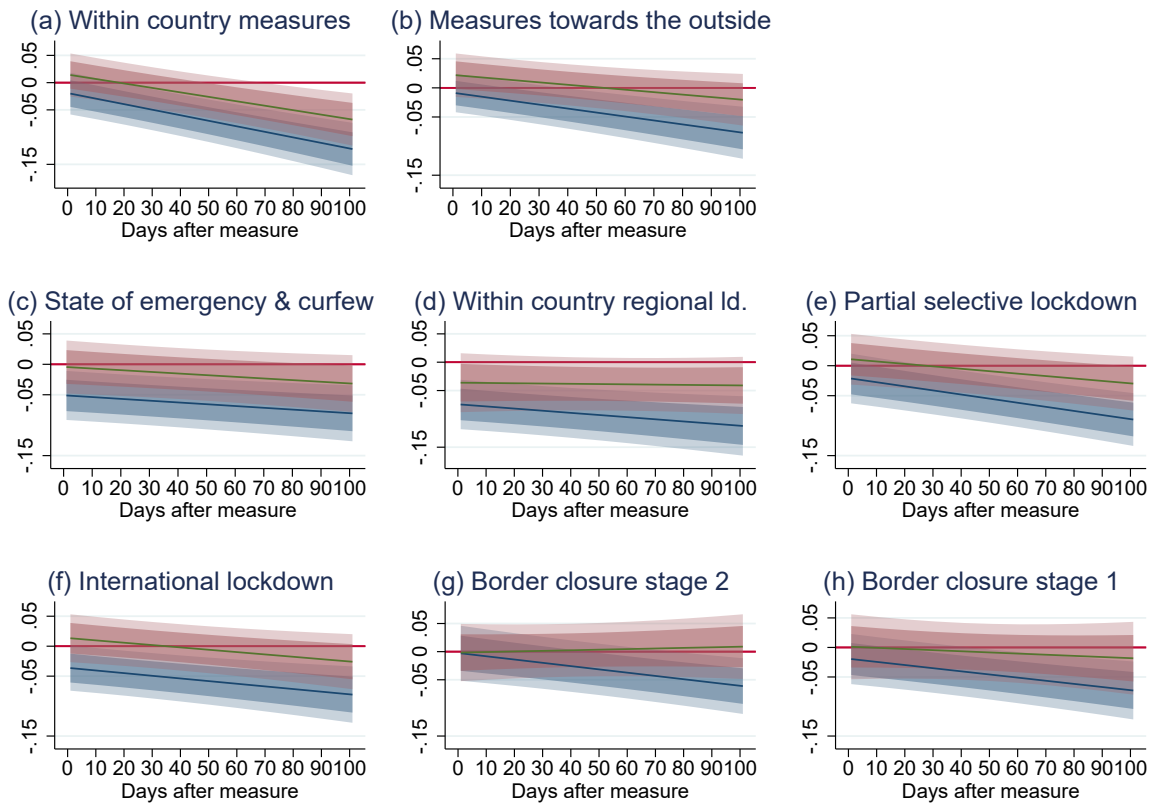 (a) Within country measures
.05
0
-.05
-.15
0 10 20 30 40 50 60 70 80 90 100
Days after measure
(b) Measures towards the outside
.05
0
-.05
-.15
0 10 20 30 40 50 60 70 80 90 100
Days after measure
(c) State of emergency & curfew
.05
0
-.05
-.15
0 10 20 30 40 50 60 70 80 90 100
Days after measure
(d) Within country regional ld.
.05
0
-.05
-.15
0 10 20 30 40 50 60 70 80 90 100
Days after measure
(e) Partial selective lockdown
.05
0
-.05
-.15
0 10 20 30 40 50 60 70 80 90 100
Days after measure
(f) International lockdown
.05
0
-.05
-.15
0 10 20 30 40 50 60 70 80 90 100
Days after measure
(g) Border closure stage 2
.05
0
-.05
-.15
0 10 20 30 40 50 60 70 80 90 100
Days after measure
(h) Border closure stage 1
.05
0
-.05
-.15
0 10 20 30 40 50 60 70 80 90 100
Days after measure